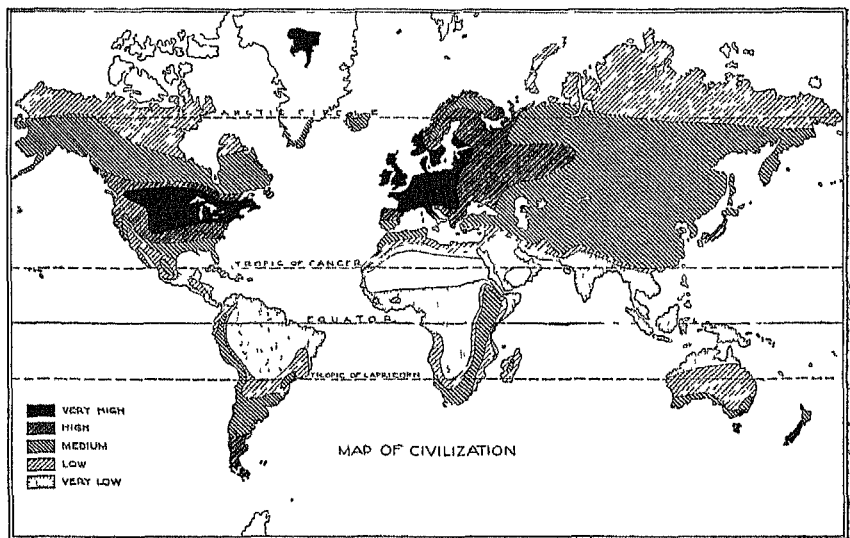 ARCTIC CIRCLE
TROPIC OF CANCER
EQUATOR
TROPIC OF CAPRICORN
VERY HIGH
HIGH
MEDIUM
LOW
VERY LOW
MAP OF CIVILIZATION